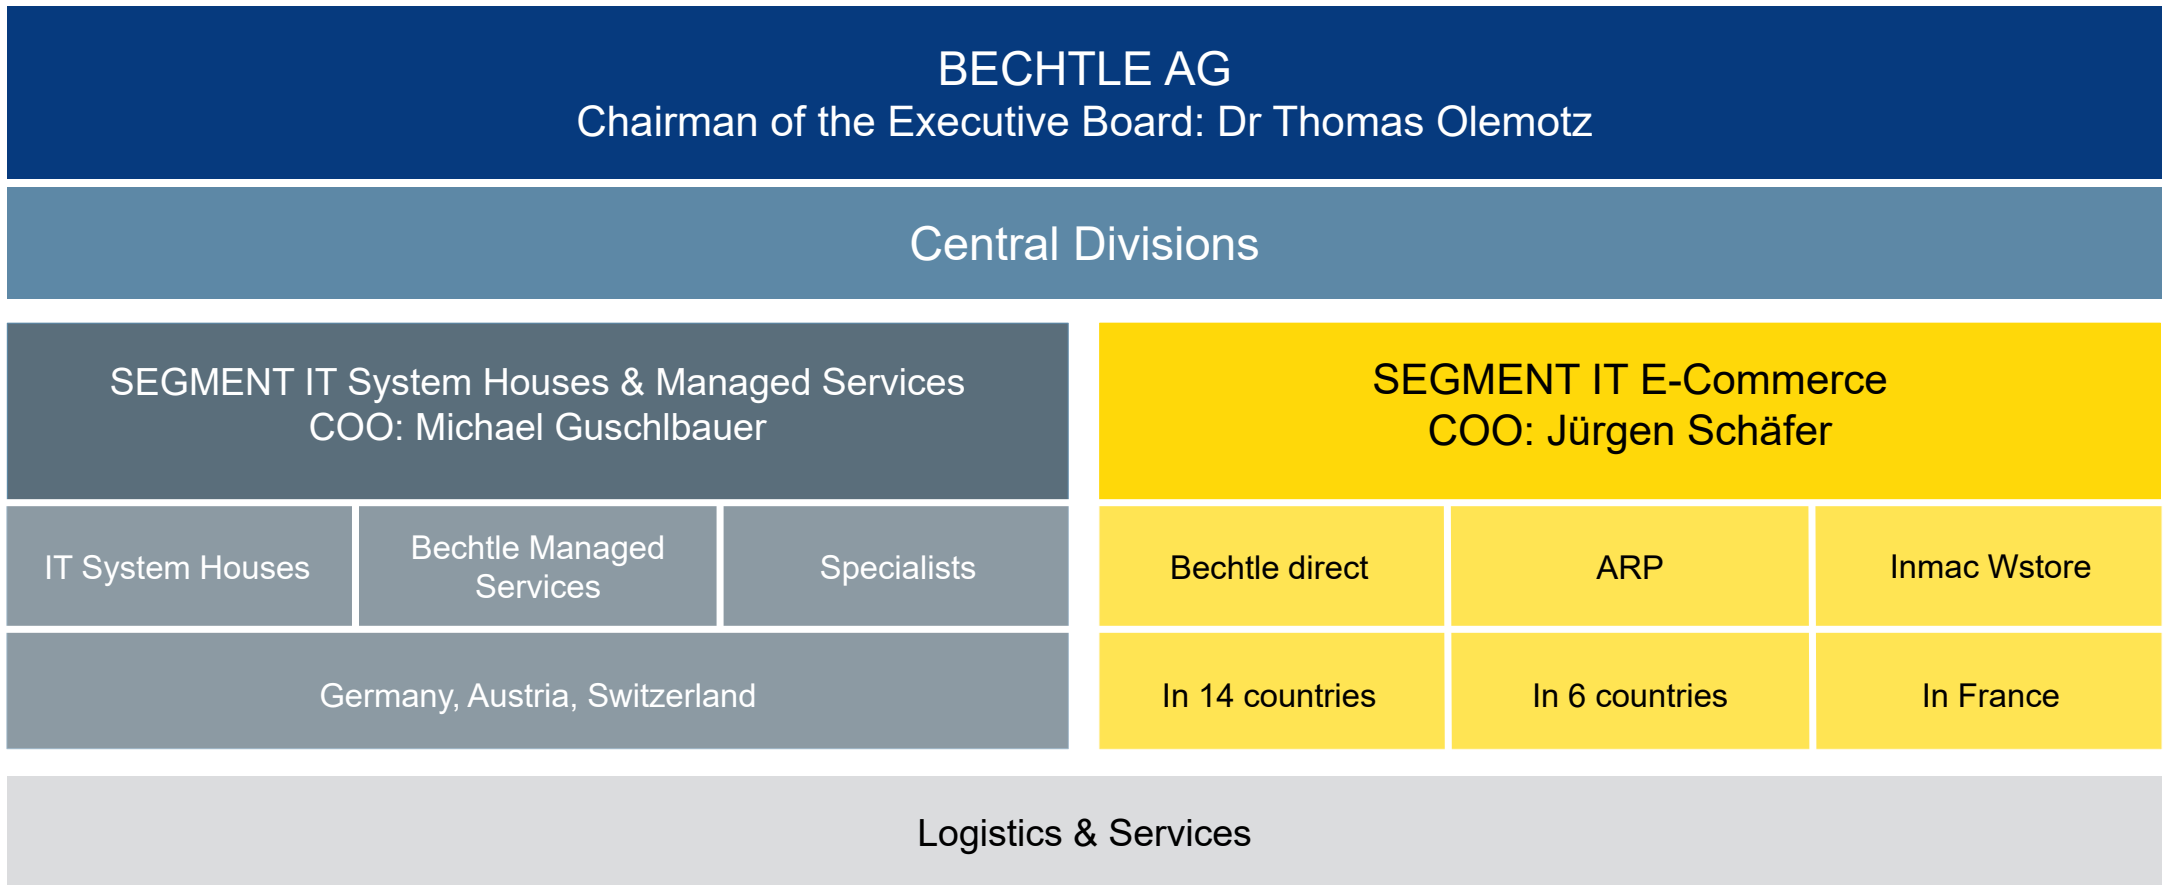 BECHTLE AG
Chairman of the Executive Board: Dr Thomas Olemotz
Central Divisions
SEGMENT IT System Houses & Managed Services
COO: Michael Guschlbauer
SEGMENT IT E-Commerce
COO: Jürgen Schäfer
IT System Houses
Bechtle Managed
Services
Specialists
Bechtle direct
ARP
Inmac Wstore
Germany, Austria, Switzerland
In 14 countries
In 6 countries
In France
Logistics & Services